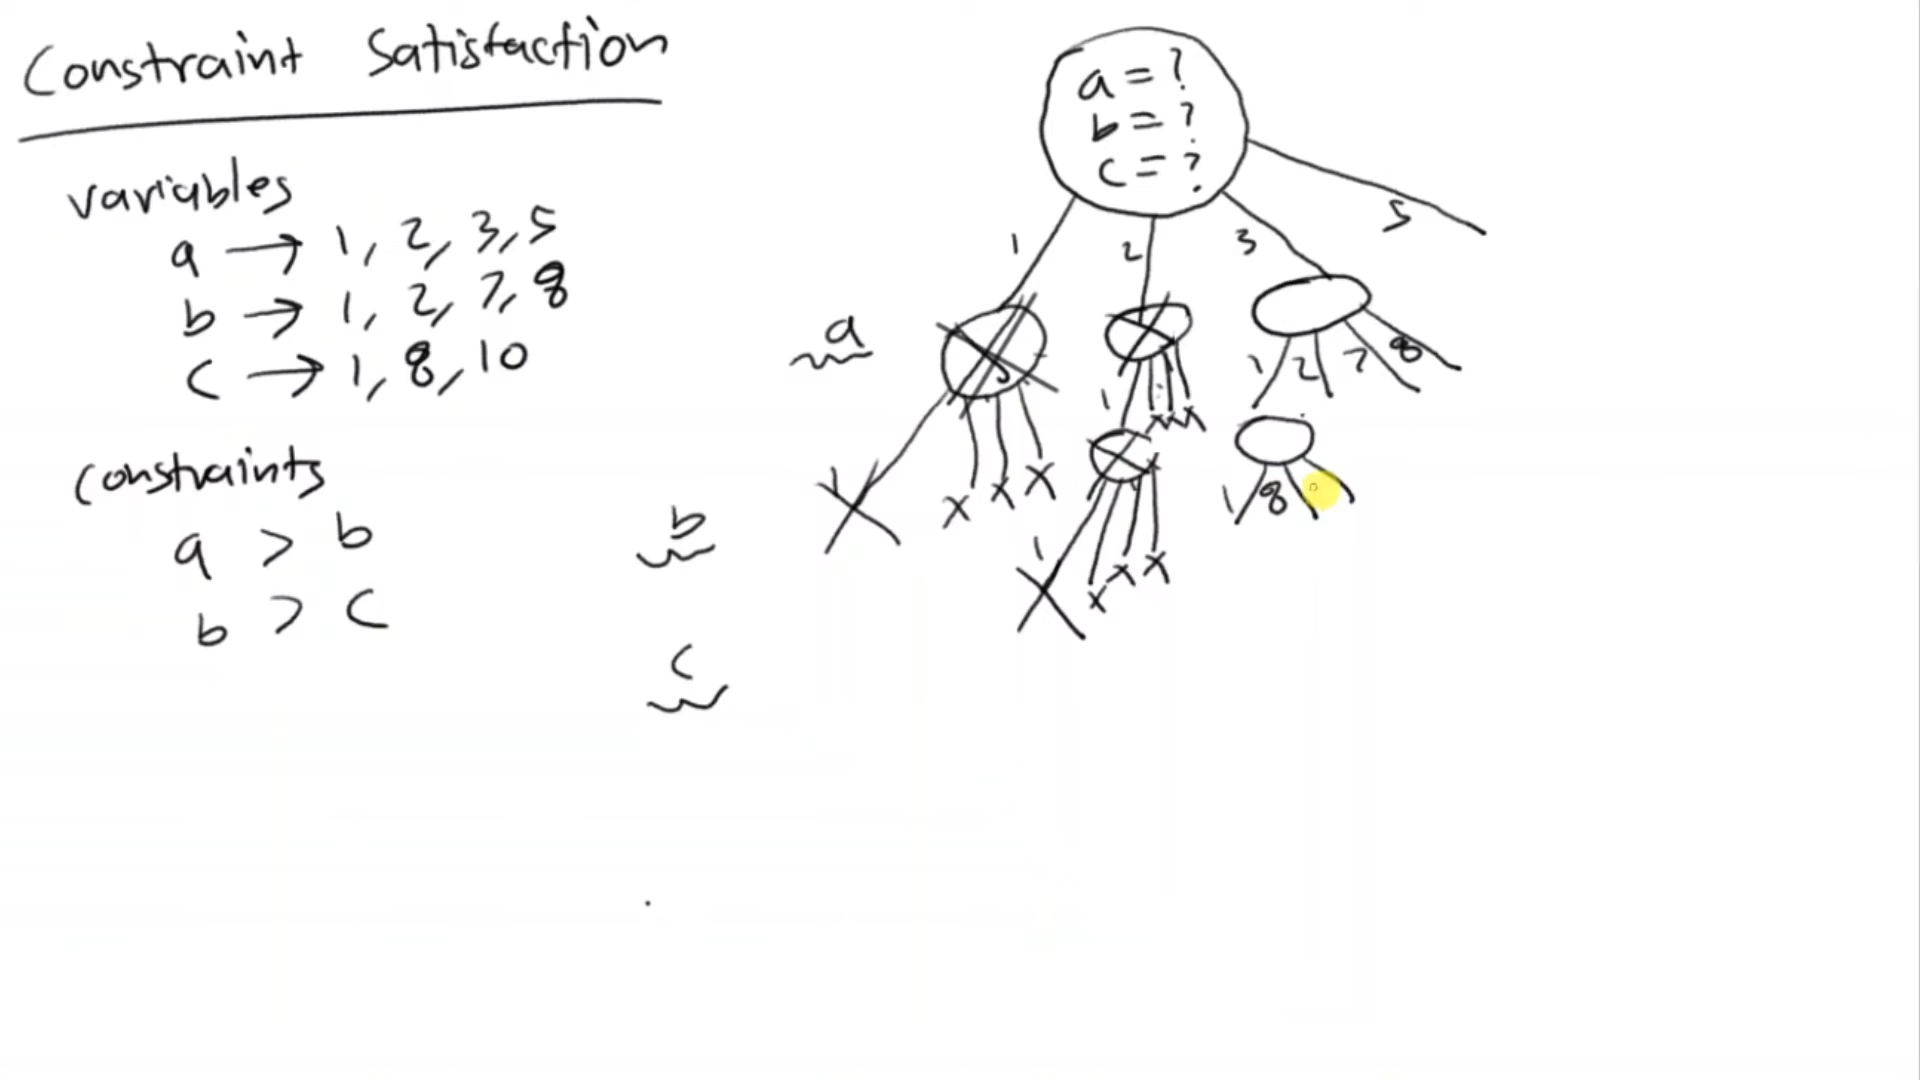 Constraint Satisfaction
variables
a → 1, 2, 3, 5
b → 1, 2, 7, 8
c → 1, 8, 10
constraints
a > b
b > c
a = ?
b = ?
c = ?
1 2 3 5
a
1 2 7 8
1
1
b
1 8
1
c